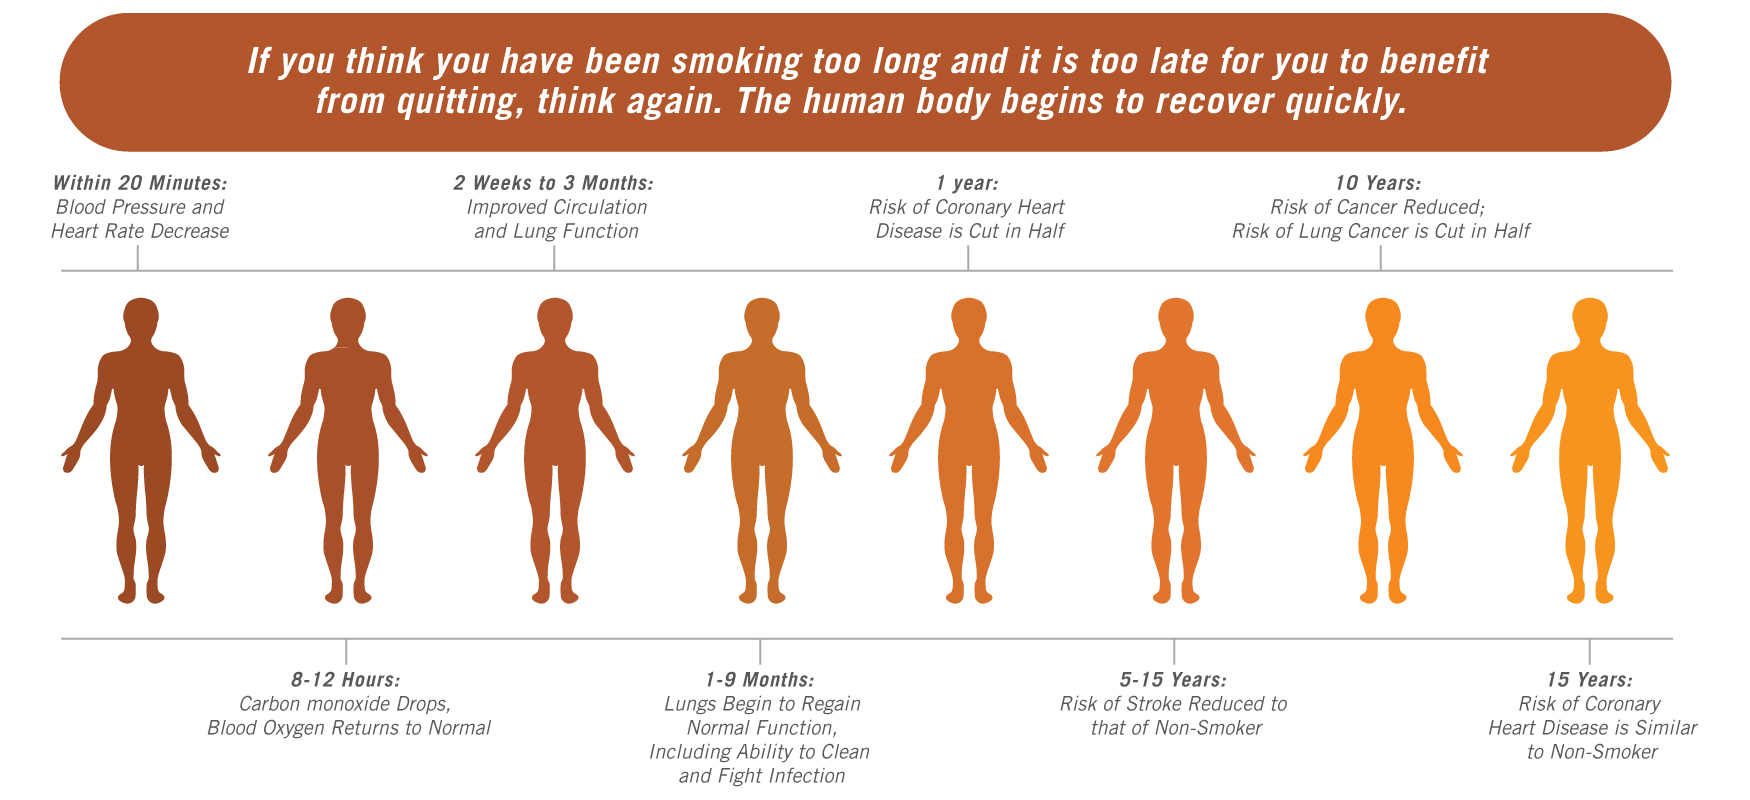 If you think you have been smoking too long and it is too late for you to benefit
from quitting, think again. The human body begins to recover quickly.
Within 20 Minutes:
Blood Pressure and
Heart Rate Decrease
2 Weeks to 3 Months:
Improved Circulation
and Lung Function
1 year:
Risk of Coronary Heart
Disease is Cut in Half
10 Years:
Risk of Cancer Reduced;
Risk of Lung Cancer is Cut in Half
8-12 Hours:
Carbon monoxide Drops,
Blood Oxygen Returns to Normal
1-9 Months:
Lungs Begin to Regain
Normal Function,
Including Ability to Clean
and Fight Infection
5-15 Years:
Risk of Stroke Reduced to
that of Non-Smoker
15 Years:
Risk of Coronary
Heart Disease is Similar
to Non-Smoker